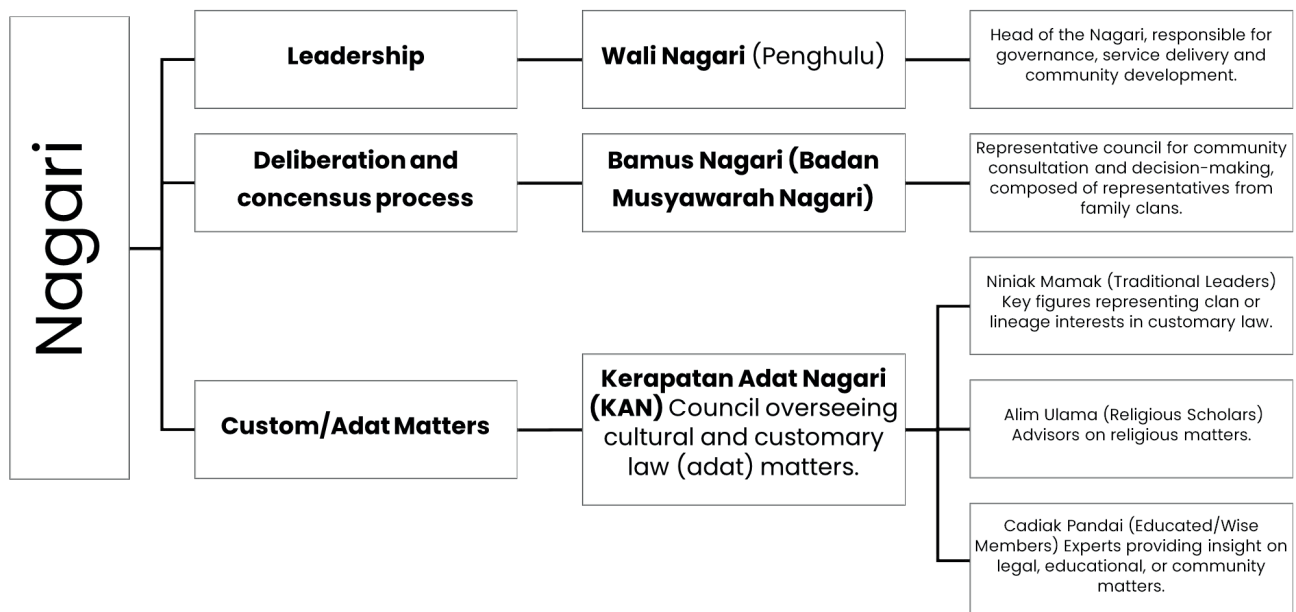 Nagari
Leadership
Wali Nagari (Penghulu)
Head of the Nagari, responsible for
governance, service delivery and
community development.
Deliberation and
concensus process
Bamus Nagari (Badan
Musyawarah Nagari)
Representative council for community
consultation and decision-making,
composed of representatives from
family clans.
Custom/Adat Matters
Kerapatan Adat Nagari
(KAN) Council overseeing
cultural and customary
law (adat) matters.
Niniak Mamak (Traditional Leaders)
Key figures representing clan or
lineage interests in customary law.
Alim Ulama (Religious Scholars)
Advisors on religious matters.
Cadiak Pandai (Educated/Wise
Members) Experts providing insight on
legal, educational, or community
matters.